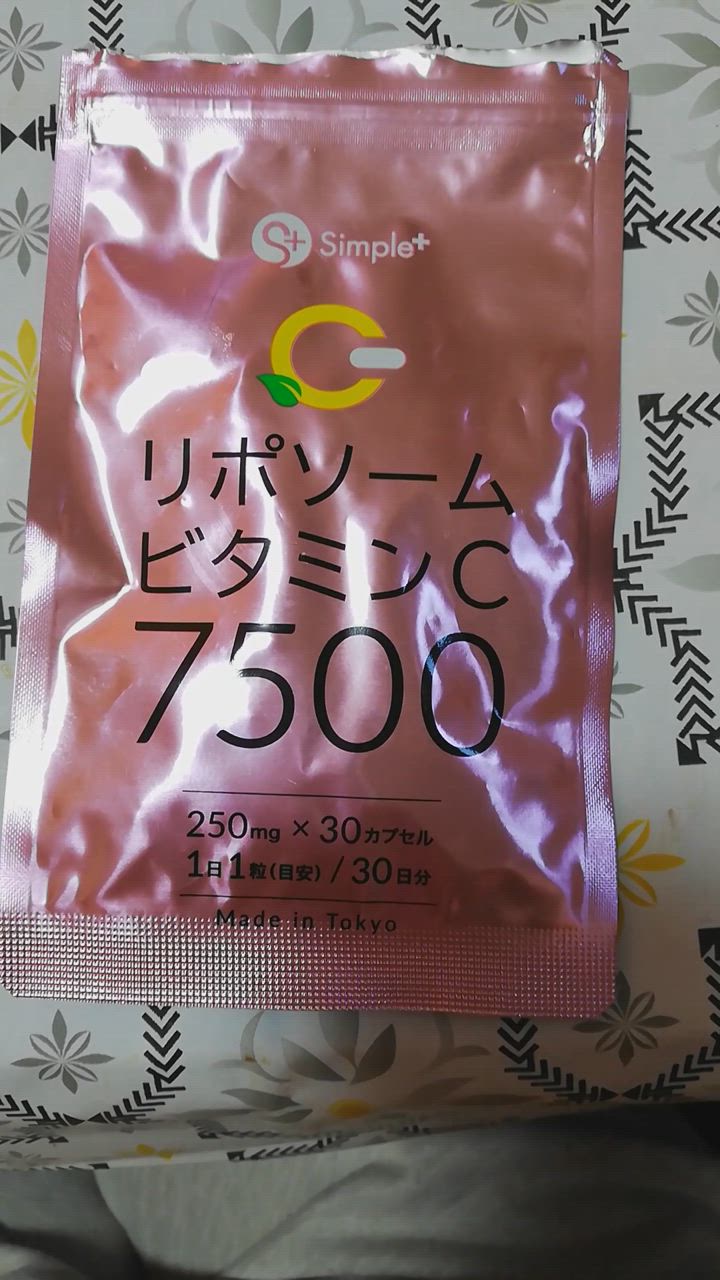 Simple+
リポソーム
ビタミンC
7500
250mg × 30カプセル
1日1粒(目安) / 30日分
Made in Tokyo